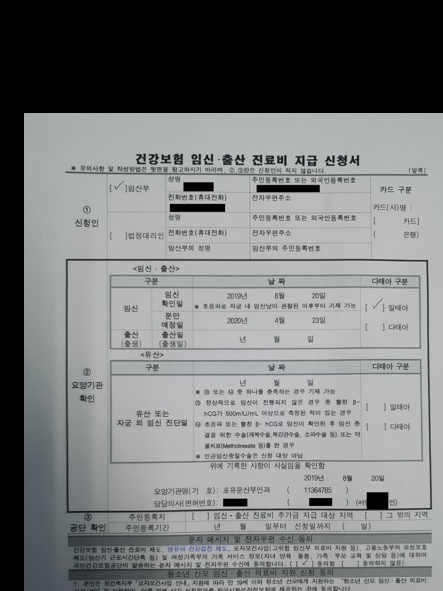 건강보험 임신·출산 진료비 지급 신청서
※ 문의사항 및 작성방법은 뒷면을 참고하시기 바라며, ②,③란은 신청인이 적지 않습니다. (앞쪽)
① 신청인
[✓]임산부
성명
주민등록번호 또는 외국인등록번호
전화번호(휴대전화)
전자우편주소
[ ]법정대리인
성명
주민등록번호 또는 외국인등록번호
전화번호(휴대전화)
전자우편주소
임산부의 성명
임산부의 주민등록번호
카드 구분
카드(사)명 :
[ 카드]
( 은행)
② 요양기관 확인
<임신·출산>
구분 날 짜 다태아 구분
임신
임신 확인일
2019년 8월 20일
※ 초음파로 자궁 내 임신낭이 관찰된 이후부터 기재 가능
분만 예정일
2020년 4월 23일
출산 (출생)
출산일 (출생일)
년 월 일
[ ✓ ] 일태아
[ ] 다태아
<유산>
구분 날 짜 다태아 구분
유산 또는
자궁 외 임신 진단일
년 월 일
※ ㉮ 또는 ㉯ 중 하나를 충족하는 경우 기재 가능
㉮ 정상적으로 임신이 진행되지 않은 경우 중 혈청 β-
hCG가 500mIU/mL 이상으로 측정된 적이 있는 경우
㉯ 초음파 또는 혈청 β-hCG로 임신이 확인된 후 임신 종
결을 위한 수술(개복수술,복강경수술, 소파수술 등) 또는 약
물치료(Methotrexate 등)를 한 경우
※ 인공임신중절수술은 신청 대상 아님
[ ] 일태아
[ ] 다태아
위에 기록한 사항이 사실임을 확인함
2019년 8월 20일
요양기관명(기 호): 포유문산부인과 ( 11364785 )
담당의사(면허번호): ( ) (서 인)
③ 공단 확인
주민등록지 [ ] 임신·출산 진료비 추가금 지급 대상 지역 [ ] 그 밖의 지역
주민등록기간 년 월 일부터 신청일까지 ( 일)
문자 메시지 및 전자우편 수신 동의
건강보험 임신·출산 진료비 제도, 영유아 건강검진 제도, 모자보건사업(고위험 임산부 의료비 지원 등), 고용노동부의 모성보호
제도(임신기 근로시간단축 등) 및 여성가족부의 가족 서비스 정보(자녀 양육·돌봄, 가족·부모 교육 및 상담 등)에 대하여
국민건강보험공단이 발송하는 문자 메시지 및 전자우편 수신에 동의합니다. ( [✓] 동의함 [ ] 동의하지 않음)
청소년 산모 임신·출산 의료비 지원 신청 동의
1. 본인은 보건복지부「모자보건사업 안내」지침에 따라 만 18세 이하 청소년 산모에게 지원하는 "청소년 산모 임신·출산 의료비